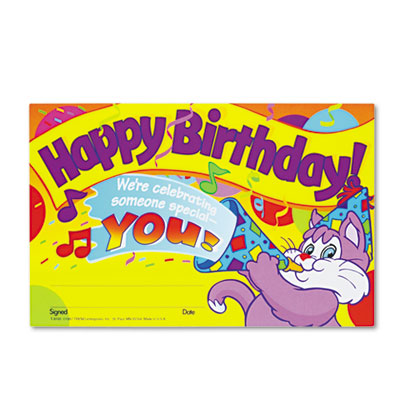 Happy Birthday!
We're celebrating
someone special—
YOU!
Signed Date